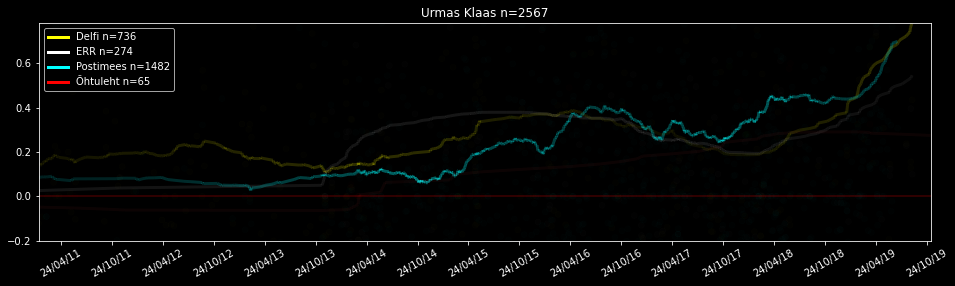 Urmas Klaas n=2567
Delfi n=736
ERR n=274
Postimees n=1482
Õhtuleht n=65
0.6
0.4
0.2
0.0
−0.2
24/04/11 24/10/11 24/04/12 24/10/12 24/04/13 24/10/13 24/04/14 24/10/14 24/04/15 24/10/15 24/04/16 24/10/16 24/04/17 24/10/17 24/04/18 24/10/18 24/04/19 24/10/19